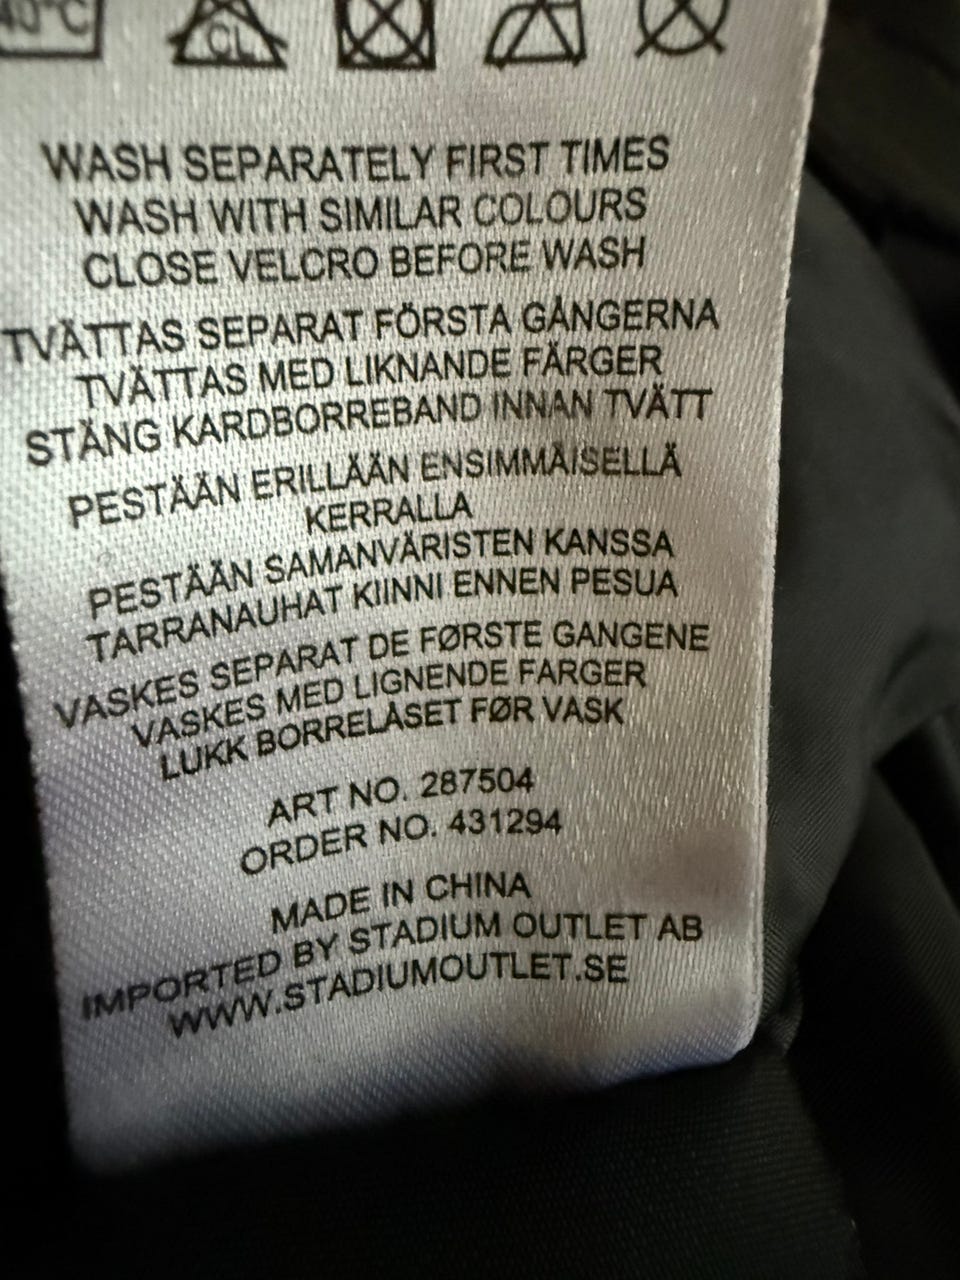 40°C CL
WASH SEPARATELY FIRST TIMES
WASH WITH SIMILAR COLOURS
CLOSE VELCRO BEFORE WASH
TVÄTTAS SEPARAT FÖRSTA GÅNGERNA
TVÄTTAS MED LIKNANDE FÄRGER
STÄNG KARDBORREBAND INNAN TVÄTT
PESTÄÄN ERILLÄÄN ENSIMMÄISELLÄ
KERRALLA
PESTÄÄN SAMANVÄRISTEN KANSSA
TARRANAUHAT KIINNI ENNEN PESUA
VASKES SEPARAT DE FØRSTE GANGENE
VASKES MED LIGNENDE FARGER
LUKK BORRELÅSET FØR VASK
ART NO. 287504
ORDER NO. 431294
MADE IN CHINA
IMPORTED BY STADIUM OUTLET AB
WWW.STADIUMOUTLET.SE